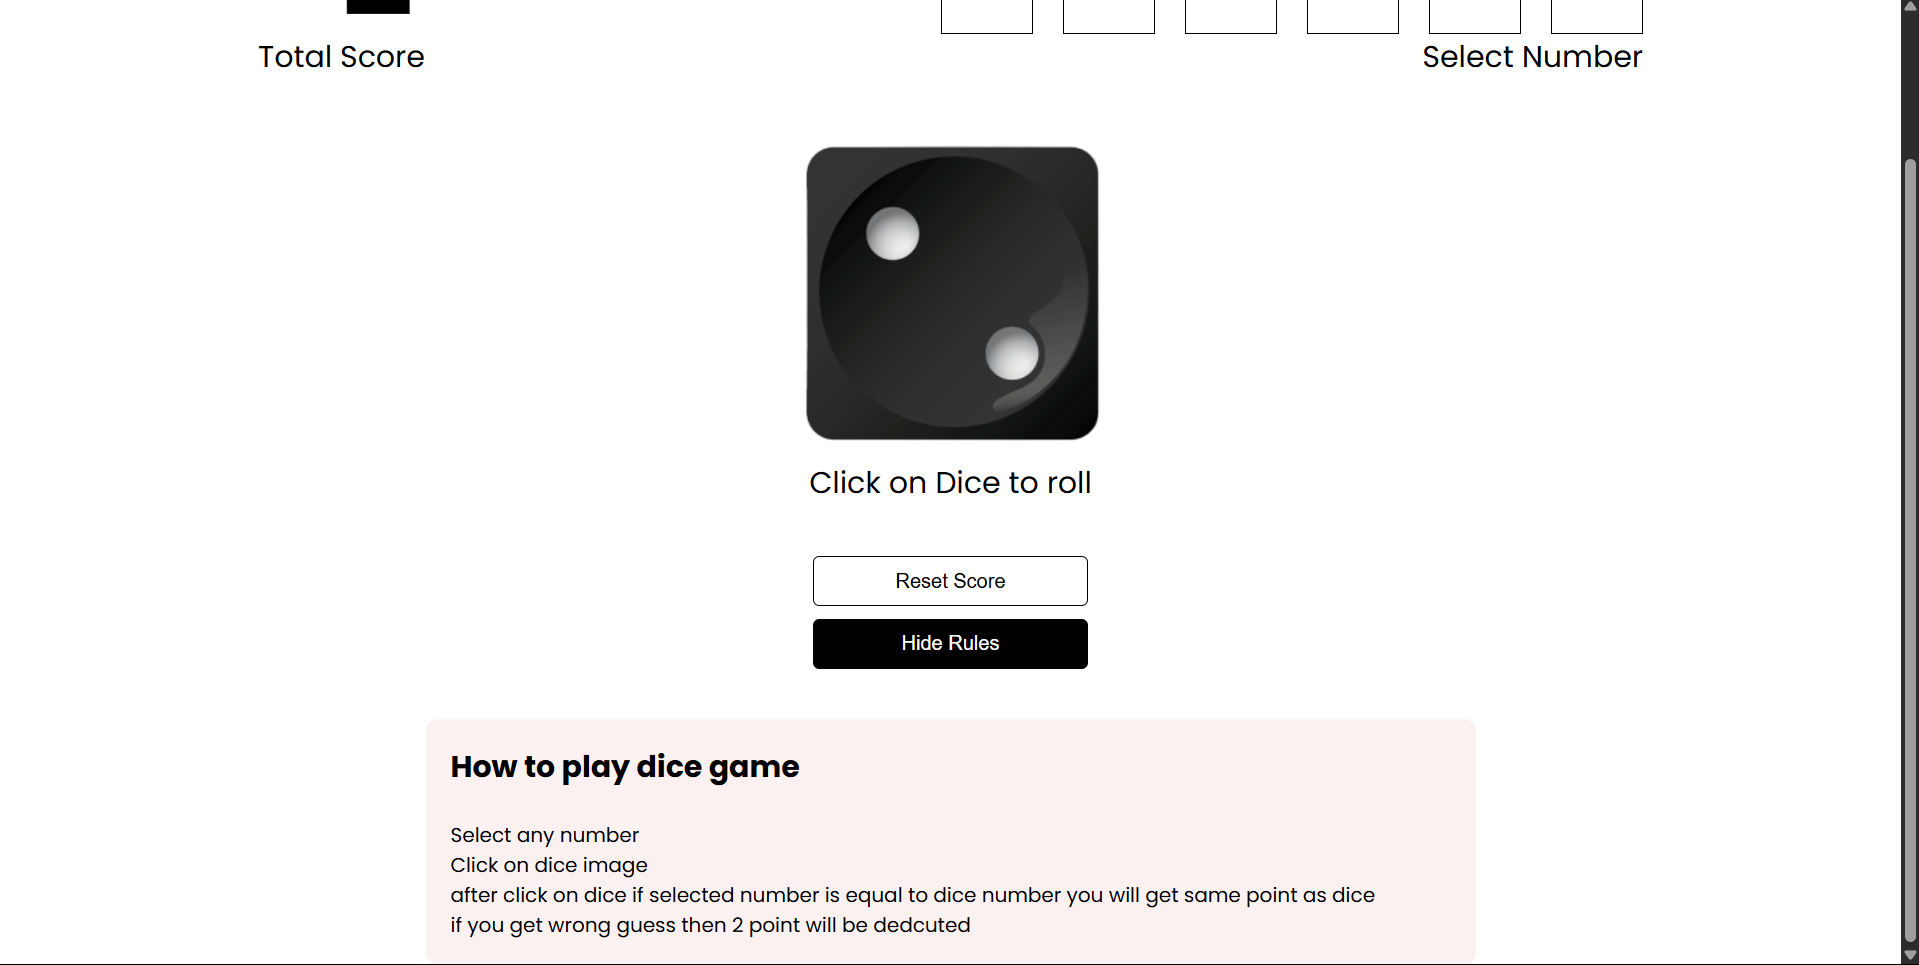 Total Score
Select Number
Click on Dice to roll
Reset Score
Hide Rules
How to play dice game
Select any number
Click on dice image
after click on dice if selected number is equal to dice number you will get same point as dice
if you get wrong guess then 2 point will be dedcuted